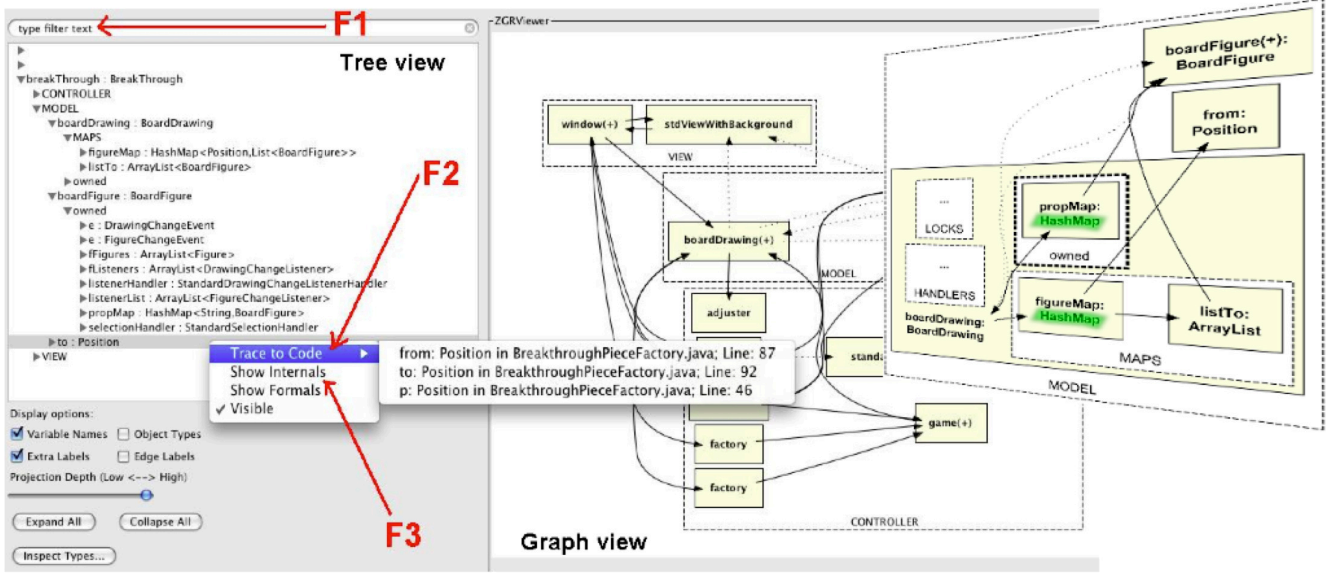 type filter text
F1
Tree view
breakThrough : BreakThrough
CONTROLLER
MODEL
boardDrawing : BoardDrawing
MAPS
figureMap : HashMap<Position,List<BoardFigure>>
listTo : ArrayList<BoardFigure>
owned
F2
boardFigure : BoardFigure
owned
e : DrawingChangeEvent
e : FigureChangeEvent
fFigures : ArrayList<Figure>
fListeners : ArrayList<DrawingChangeListener>
listenerHandler : StandardDrawingChangeListenerHandler
listenerList : ArrayList<FigureChangeEvent>
propMap : HashMap<String,BoardFigure>
selectionHandler : StandardSelectionHandler
to : Position
VIEW
Trace to Code
Show Internals
Show Formals
✓ Visible
from: Position in BreakthroughPieceFactory.java; Line: 87
to: Position in BreakthroughPieceFactory.java; Line: 92
p: Position in BreakthroughPieceFactory.java; Line: 46
Display options:
Variable Names
Object Types
Extra Labels
Edge Labels
Projection Depth (Low <--> High)
F3
Expand All
Collapse All
Inspect Types...
ZGRViewer
window(+)
stdViewWithBackground
VIEW
boardDrawing(+)
MODEL
adjuster
standa
game(+)
factory
factory
CONTROLLER
Graph view
boardFigure(+):
BoardFigure
from:
Position
...
LOCKS
propMap:
HashMap
owned
...
HANDLERS
boardDrawing:
BoardDrawing
figureMap:
HashMap
listTo:
ArrayList
MAPS
MODEL